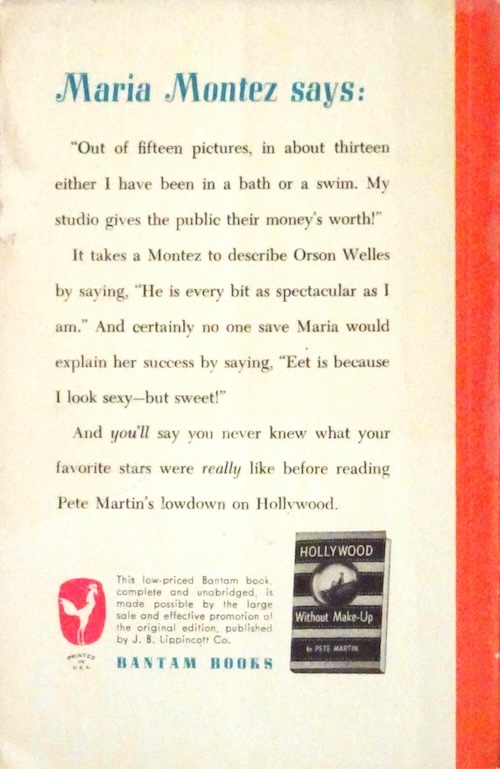 Maria Montez says:
"Out of fifteen pictures, in about thirteen
either I have been in a bath or a swim. My
studio gives the public their money's worth!"
It takes a Montez to describe Orson Welles
by saying, "He is every bit as spectacular as I
am." And certainly no one save Maria would
explain her success by saying, "Eet is because
I look sexy—but sweet!"
And you'll say you never knew what your
favorite stars were really like before reading
Pete Martin's lowdown on Hollywood.
This low-priced Bantam book,
complete and unabridged, is
made possible by the large
sale and effective promotion of
the original edition, published
by J. B. Lippincott Co.
BANTAM BOOKS
PRINTED
IN
U.S.A.
HOLLYWOOD
Without Make-Up
by PETE MARTIN